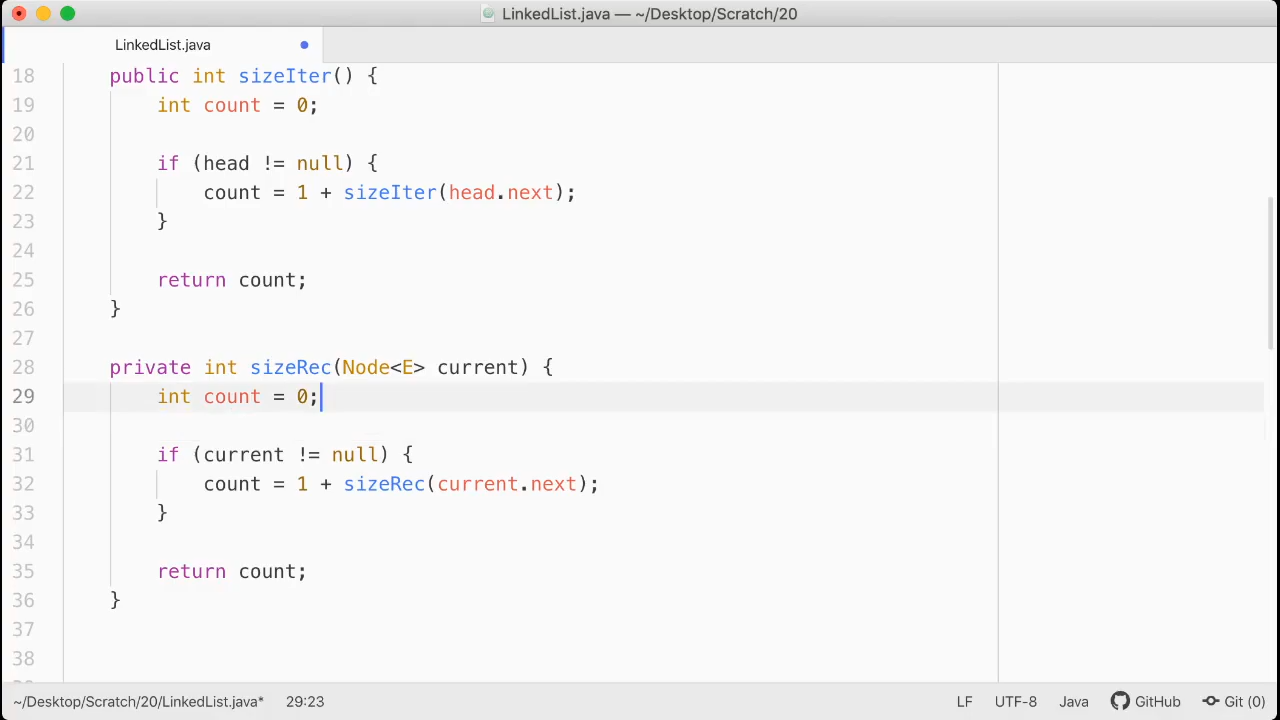 LinkedList.java — ~/Desktop/Scratch/20
LinkedList.java
18 public int sizeIter() {
19 int count = 0;
20
21 if (head != null) {
22 count = 1 + sizeIter(head.next);
23 }
24
25 return count;
26 }
27
28 private int sizeRec(Node<E> current) {
29 int count = 0;
30
31 if (current != null) {
32 count = 1 + sizeRec(current.next);
33 }
34
35 return count;
36 }
37
38
~/Desktop/Scratch/20/LinkedList.java* 29:23 LF UTF-8 Java GitHub Git (0)